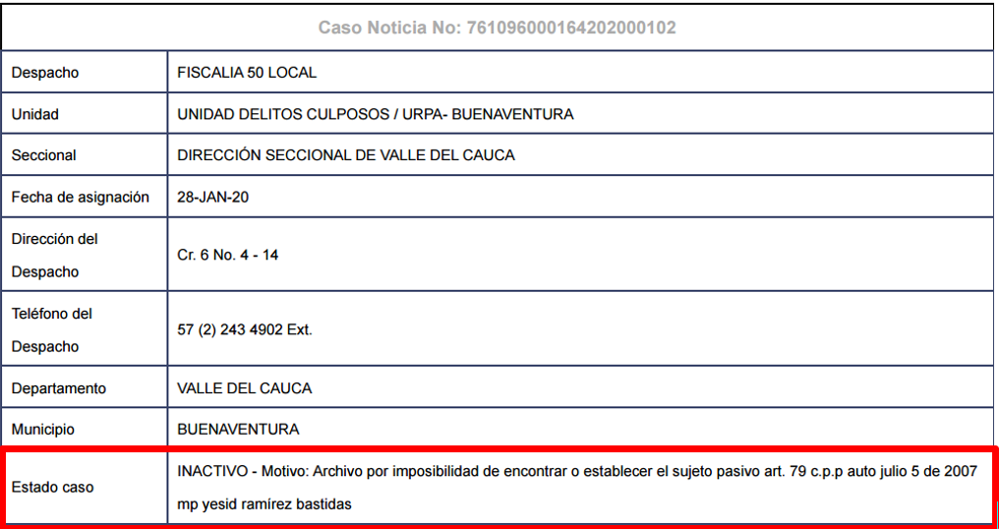 Caso Noticia No: 761096000164202000102
Despacho FISCALIA 50 LOCAL
Unidad UNIDAD DELITOS CULPOSOS / URPA- BUENAVENTURA
Seccional DIRECCIÓN SECCIONAL DE VALLE DEL CAUCA
Fecha de asignación 28-JAN-20
Dirección del
Despacho
Cr. 6 No. 4 - 14
Teléfono del
Despacho
57 (2) 243 4902 Ext.
Departamento VALLE DEL CAUCA
Municipio BUENAVENTURA
Estado caso
INACTIVO - Motivo: Archivo por imposibilidad de encontrar o establecer el sujeto pasivo art. 79 c.p.p auto julio 5 de 2007
mp yesid ramírez bastidas